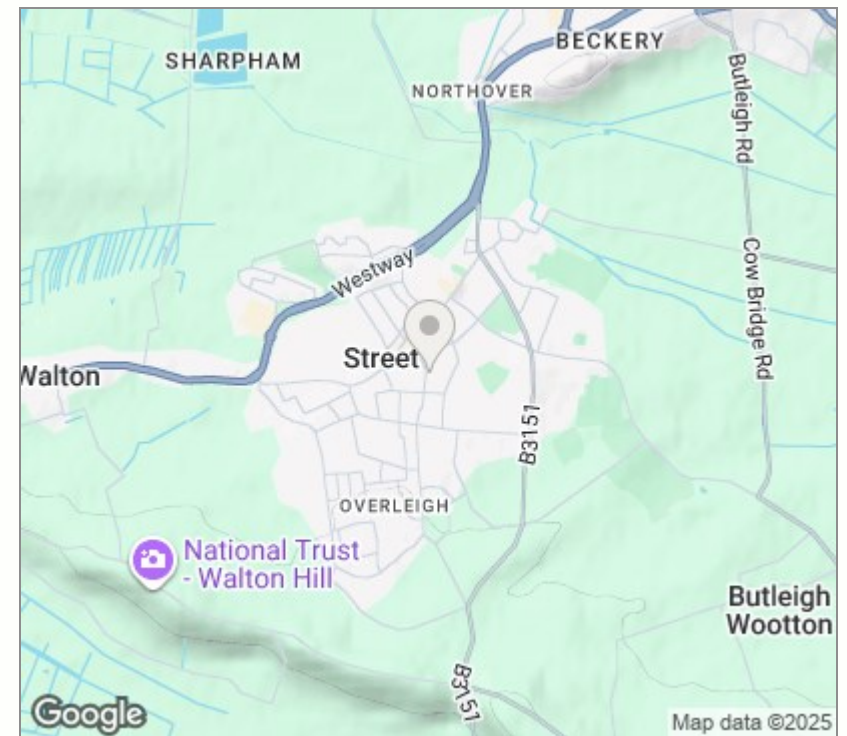 BECKERY
SHARPHAM
NORTHOVER
Butleigh Rd
Westway
Cow Bridge Rd
Street
Walton
B3151
OVERLEIGH
National Trust
- Walton Hill
Butleigh
Wootton
B3151
Google
Map data ©2025